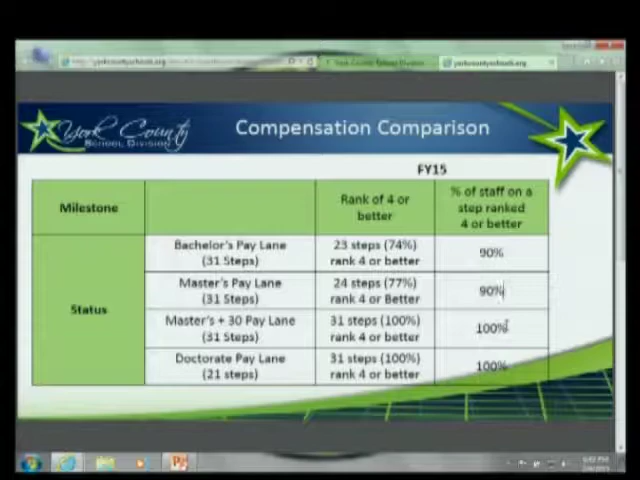 yorkcountyschools.org
York County
School Division
Compensation Comparison
FY15
Milestone
Rank of 4 or
better
% of staff on a
step ranked
4 or better
Status
Bachelor's Pay Lane
(31 Steps)
23 steps (74%)
rank 4 or better
90%
Master's Pay Lane
(31 Steps)
24 steps (77%)
rank 4 or Better
90%
Master's + 30 Pay Lane
(31 Steps)
31 steps (100%)
rank 4 or better
100%
Doctorate Pay Lane
(21 Steps)
31 steps (100%)
rank 4 or better
100%